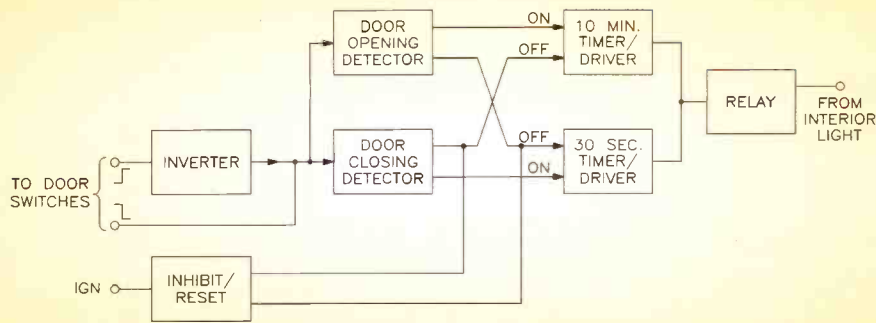 DOOR
OPENING
DETECTOR
ON
OFF
10 MIN.
TIMER/
DRIVER
RELAY
FROM
INTERIOR
LIGHT
INVERTER
DOOR
CLOSING
DETECTOR
OFF
ON
30 SEC.
TIMER/
DRIVER
TO DOOR
SWITCHES
IGN
INHIBIT/
RESET